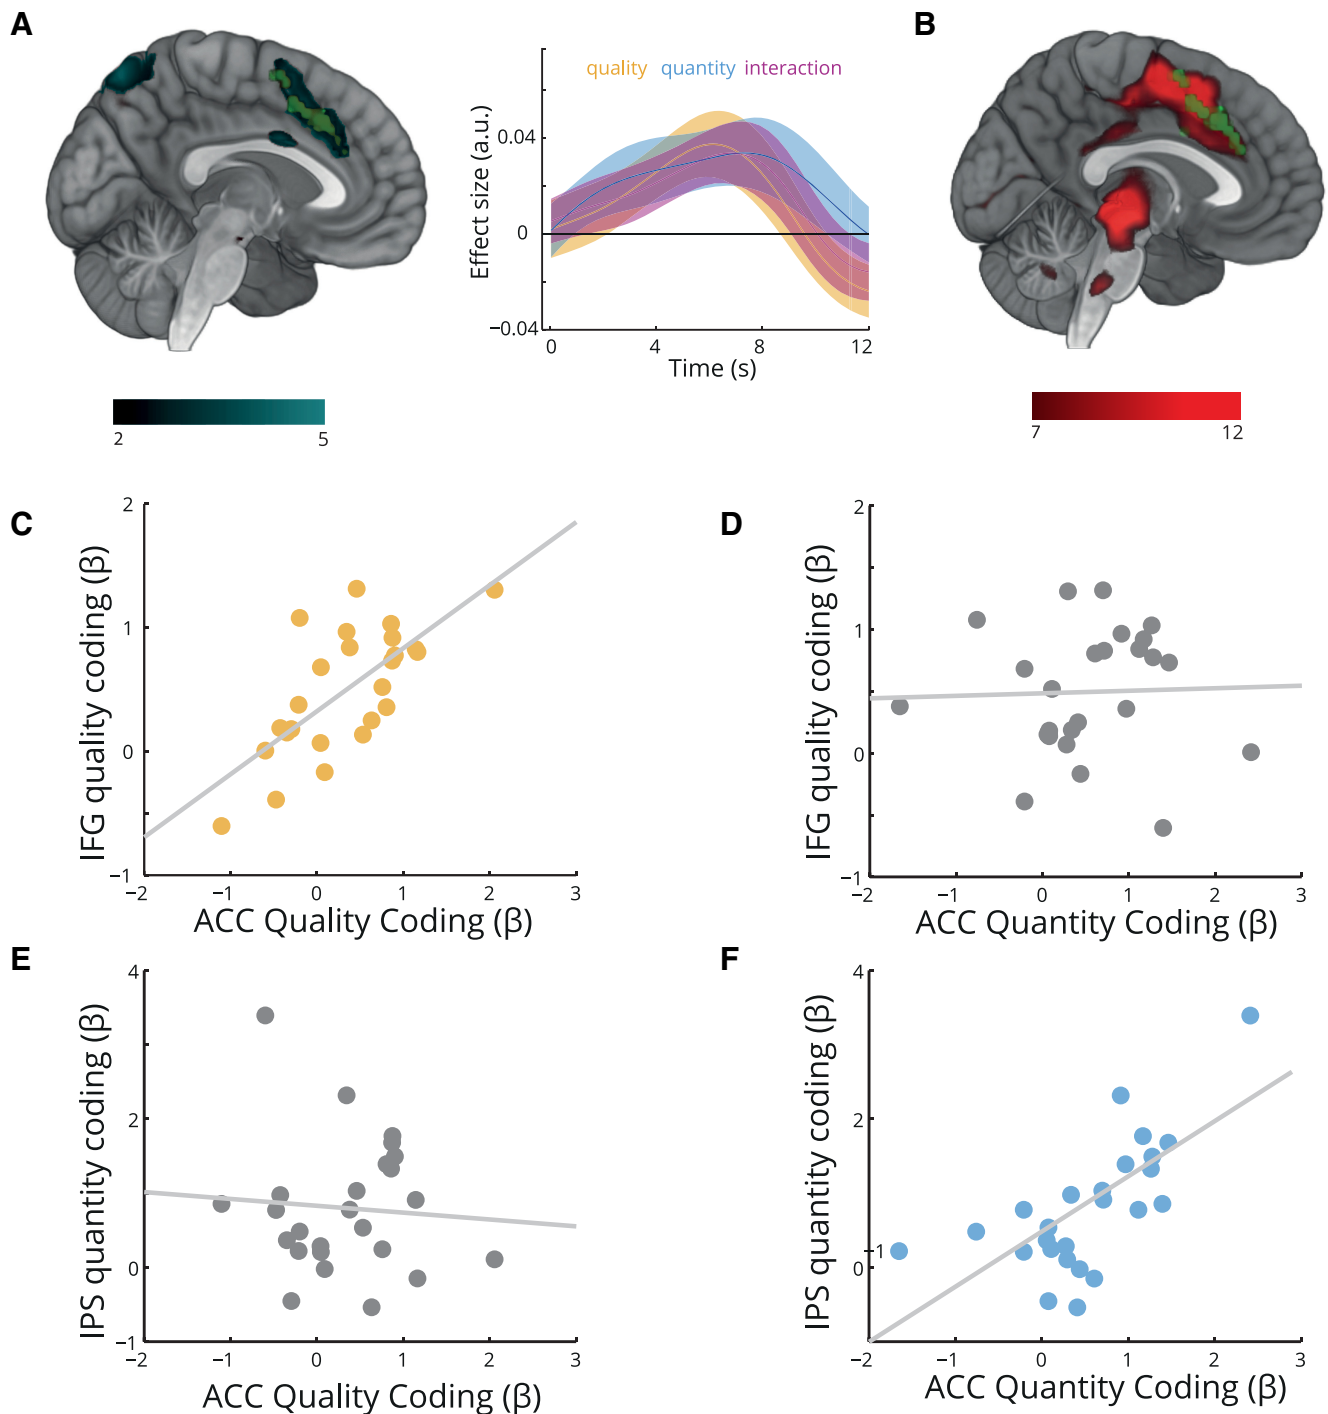 A
B
quality quantity interaction
Effect size (a.u.)
0.04
0
−0.04
0 4 8 12
Time (s)
2 5
7 12
C
IFG quality coding (β)
2
1
0
−1
−2 −1 0 1 2 3
ACC Quality Coding (β)
D
IFG quality coding (β)
2
1
0
−1
−2 −1 0 1 2 3
ACC Quantity Coding (β)
E
IPS quantity coding (β)
4
2
0
−1
−2 −1 0 1 2 3
ACC Quality Coding (β)
F
IPS quantity coding (β)
4
2
1
0
−2 −1 0 1 2 3
ACC Quantity Coding (β)